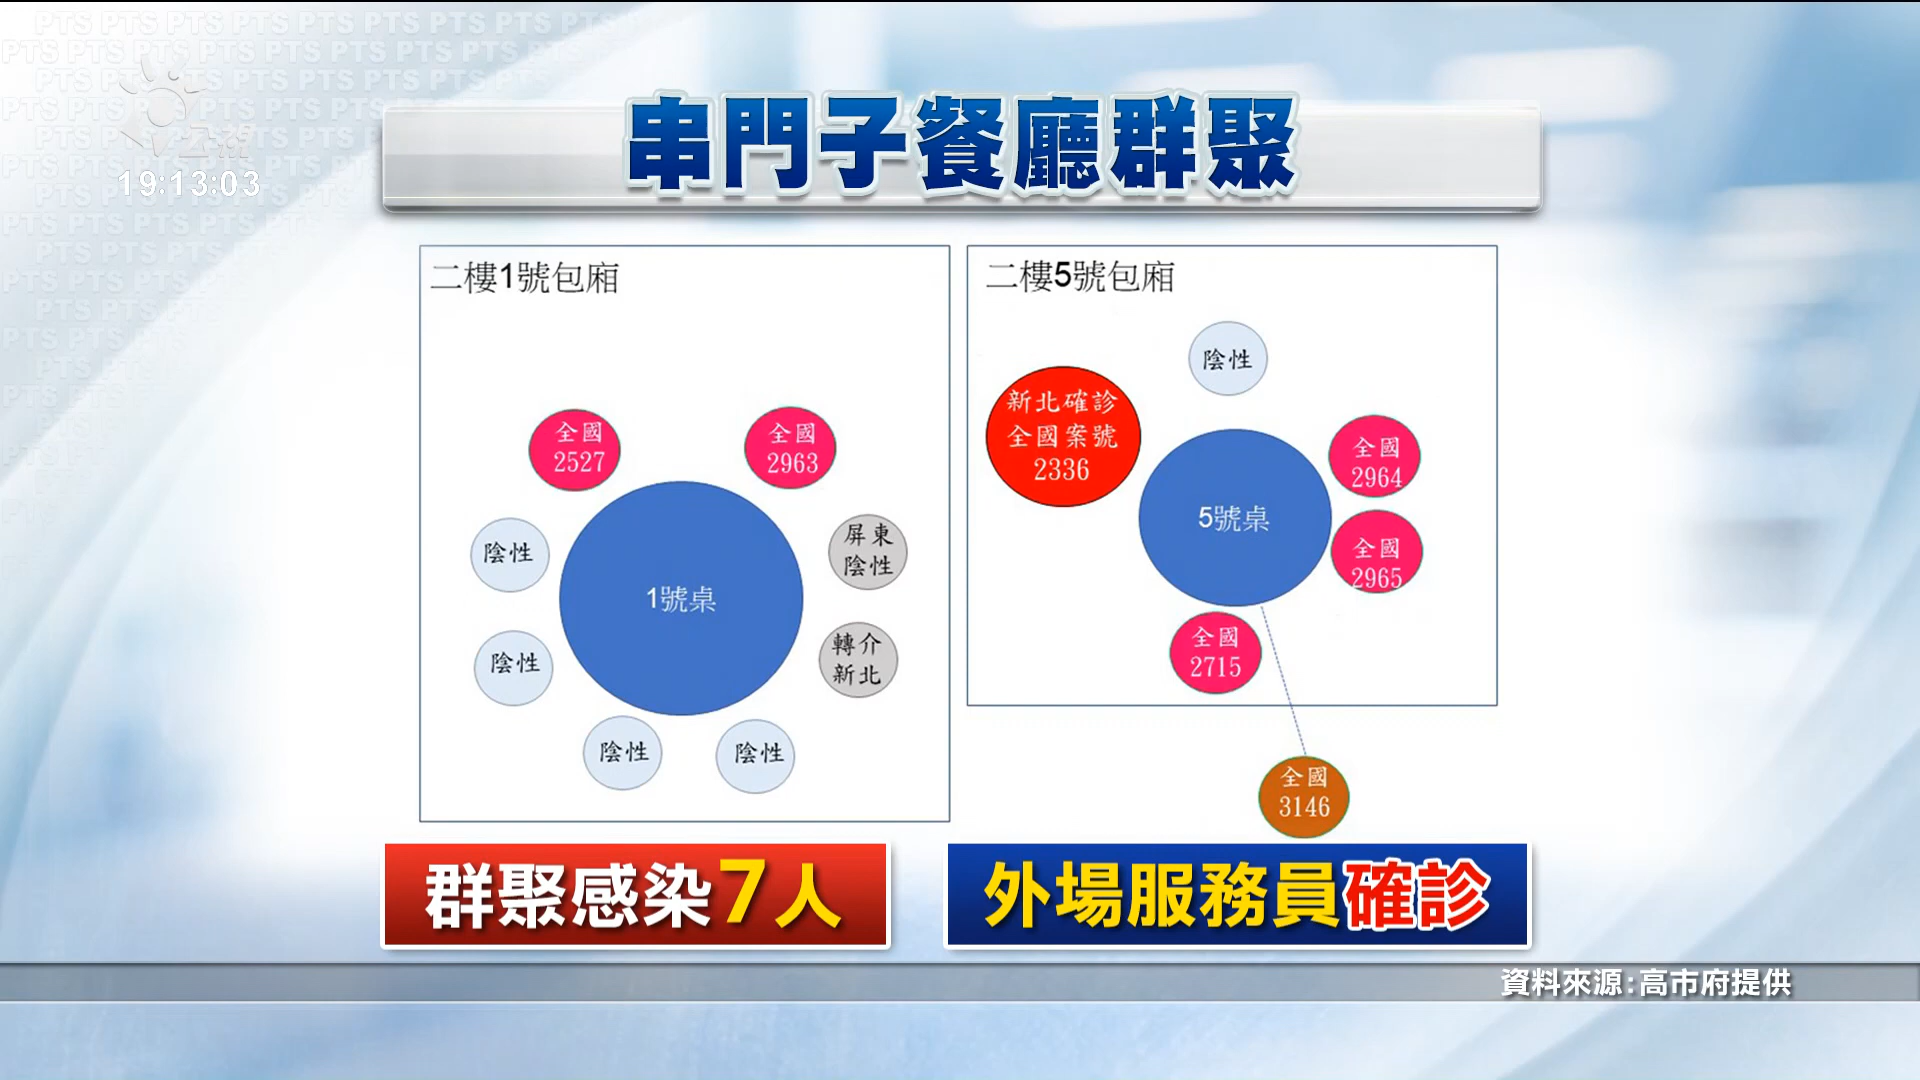 公視
19:13:03
串門子餐廳群聚
二樓1號包廂
全國
2527
全國
2963
陰性
屏東
陰性
1號桌
陰性
轉介
新北
陰性
陰性
二樓5號包廂
陰性
新北確診
全國案號
2336
全國
2964
5號桌
全國
2965
全國
2715
全國
3146
群聚感染7人
外場服務員確診
資料來源:高市府提供